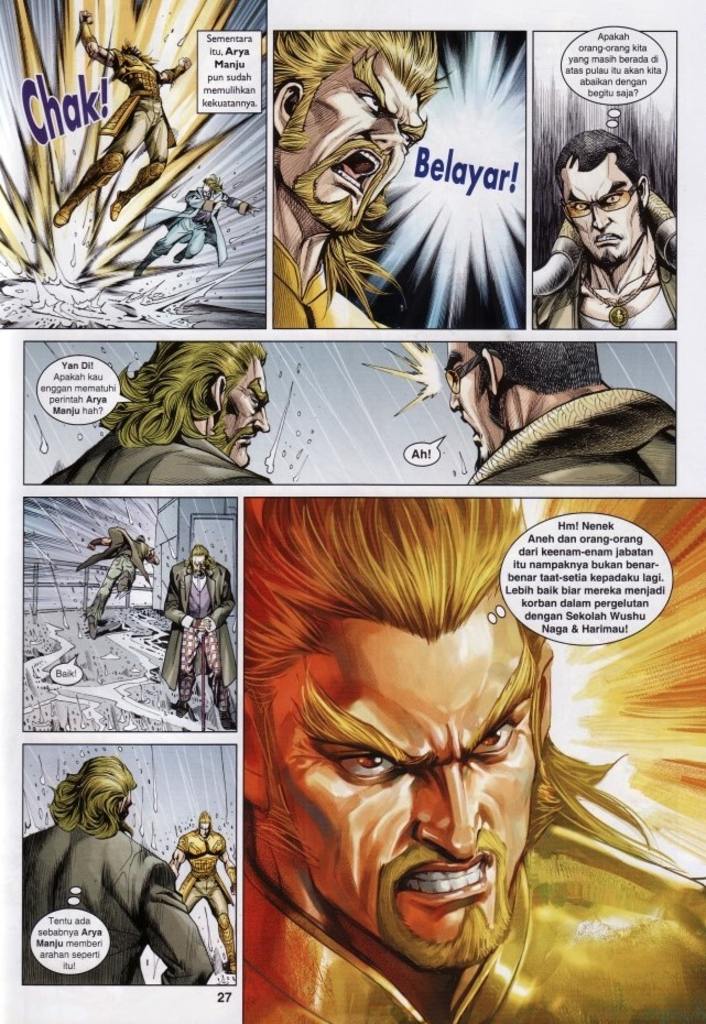 Sementara
itu, Arya
Manju
pun sudah
memulihkan
kekuatannya.
Chak!
Belayar!
Apakah
orang-orang kita
yang masih berada di
atas pulau itu akan kita
abaikan dengan
begitu saja?
Yan Di!
Apakah kau
enggan mematuhi
perintah Arya
Manju hah?
Ah!
Baik!
Tentu ada
sebabnya Arya
Manju memberi
arahan seperti
itu!
Hm! Nenek
Aneh dan orang-orang
dari keenam-enam jabatan
itu nampaknya bukan benar-
benar taat-setia kepadaku lagi.
Lebih baik biar mereka menjadi
korban dalam pergelutan
dengan Sekolah Wushu
Naga & Harimau!
27